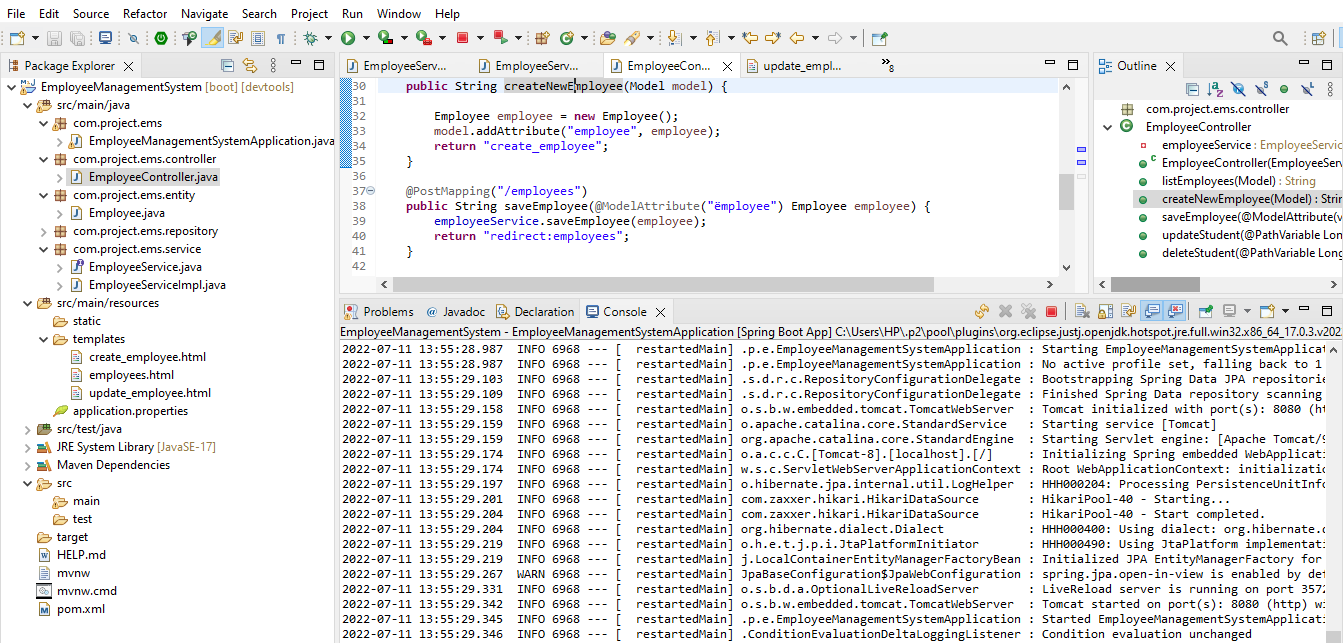 File Edit Source Refactor Navigate Search Project Run Window Help
Package Explorer
EmployeeManagementSystem [boot] [devtools]
src/main/java
com.project.ems
EmployeeManagementSystemApplication.java
com.project.ems.controller
EmployeeController.java
com.project.ems.entity
Employee.java
com.project.ems.repository
com.project.ems.service
EmployeeService.java
EmployeeServiceImpl.java
src/main/resources
static
templates
create_employee.html
employees.html
update_employee.html
application.properties
src/test/java
JRE System Library [JavaSE-17]
Maven Dependencies
src
main
test
target
HELP.md
mvnw
mvnw.cmd
pom.xml
EmployeeServ... EmployeeServ... EmployeeCon... update_empl... »8
30 public String createNewEmployee(Model model) {
31
32 Employee employee = new Employee();
33 model.addAttribute("employee", employee);
34 return "create_employee";
35 }
36
37 @PostMapping("/employees")
38 public String saveEmployee(@ModelAttribute("employee") Employee employee) {
39 employeeService.saveEmployee(employee);
40 return "redirect:employees";
41 }
42
Outline
com.project.ems.controller
EmployeeController
employeeService : EmployeeServic
EmployeeController(EmployeeServ
listEmployees(Model) : String
createNewEmployee(Model) : Strin
saveEmployee(@ModelAttribute(v
updateStudent(@PathVariable Long
deleteStudent(@PathVariable Long
Problems @ Javadoc Declaration Console
EmployeeManagementSystem - EmployeeManagementSystemApplication [Spring Boot App] C:\Users\HP\.p2\pool\plugins\org.eclipse.justj.openjdk.hotspot.jre.full.win32.x86_64_17.0.3.v202
2022-07-11 13:55:28.987 INFO 6968 --- [ restartedMain] .p.e.EmployeeManagementSystemApplication : Starting EmployeeManagementSystemApplicat
2022-07-11 13:55:28.987 INFO 6968 --- [ restartedMain] .p.e.EmployeeManagementSystemApplication : No active profile set, falling back to 1
2022-07-11 13:55:29.103 INFO 6968 --- [ restartedMain] .s.d.r.c.RepositoryConfigurationDelegate : Bootstrapping Spring Data JPA repositorie
2022-07-11 13:55:29.109 INFO 6968 --- [ restartedMain] .s.d.r.c.RepositoryConfigurationDelegate : Finished Spring Data repository scanning
2022-07-11 13:55:29.158 INFO 6968 --- [ restartedMain] o.s.b.w.embedded.tomcat.TomcatWebServer : Tomcat initialized with port(s): 8080 (ht
2022-07-11 13:55:29.159 INFO 6968 --- [ restartedMain] o.apache.catalina.core.StandardService : Starting service [Tomcat]
2022-07-11 13:55:29.159 INFO 6968 --- [ restartedMain] org.apache.catalina.core.StandardEngine : Starting Servlet engine: [Apache Tomcat/9
2022-07-11 13:55:29.174 INFO 6968 --- [ restartedMain] o.a.c.c.C.[Tomcat-8].[localhost].[/] : Initializing Spring embedded WebApplicati
2022-07-11 13:55:29.174 INFO 6968 --- [ restartedMain] w.s.c.ServletWebServerApplicationContext : Root WebApplicationContext: initializatio
2022-07-11 13:55:29.197 INFO 6968 --- [ restartedMain] o.hibernate.jpa.internal.util.LogHelper : HHH000204: Processing PersistenceUnitInfo
2022-07-11 13:55:29.201 INFO 6968 --- [ restartedMain] com.zaxxer.hikari.HikariDataSource : HikariPool-40 - Starting...
2022-07-11 13:55:29.204 INFO 6968 --- [ restartedMain] com.zaxxer.hikari.HikariDataSource : HikariPool-40 - Start completed.
2022-07-11 13:55:29.204 INFO 6968 --- [ restartedMain] org.hibernate.dialect.Dialect : HHH000400: Using dialect: org.hibernate.d
2022-07-11 13:55:29.219 INFO 6968 --- [ restartedMain] o.h.e.t.j.p.i.JtaPlatformInitiator : HHH000490: Using JtaPlatform implementati
2022-07-11 13:55:29.219 INFO 6968 --- [ restartedMain] j.LocalContainerEntityManagerFactoryBean : Initialized JPA EntityManagerFactory for
2022-07-11 13:55:29.267 WARN 6968 --- [ restartedMain] JpaBaseConfiguration$JpaWebConfiguration : spring.jpa.open-in-view is enabled by def
2022-07-11 13:55:29.331 INFO 6968 --- [ restartedMain] o.s.b.d.a.OptionalLiveReloadServer : LiveReload server is running on port 3572
2022-07-11 13:55:29.342 INFO 6968 --- [ restartedMain] o.s.b.w.embedded.tomcat.TomcatWebServer : Tomcat started on port(s): 8080 (http) wi
2022-07-11 13:55:29.345 INFO 6968 --- [ restartedMain] .p.e.EmployeeManagementSystemApplication : Started EmployeeManagementSystemApplicati
2022-07-11 13:55:29.346 INFO 6968 --- [ restartedMain] .ConditionEvaluationDeltaLoggingListener : Condition evaluation unchanged